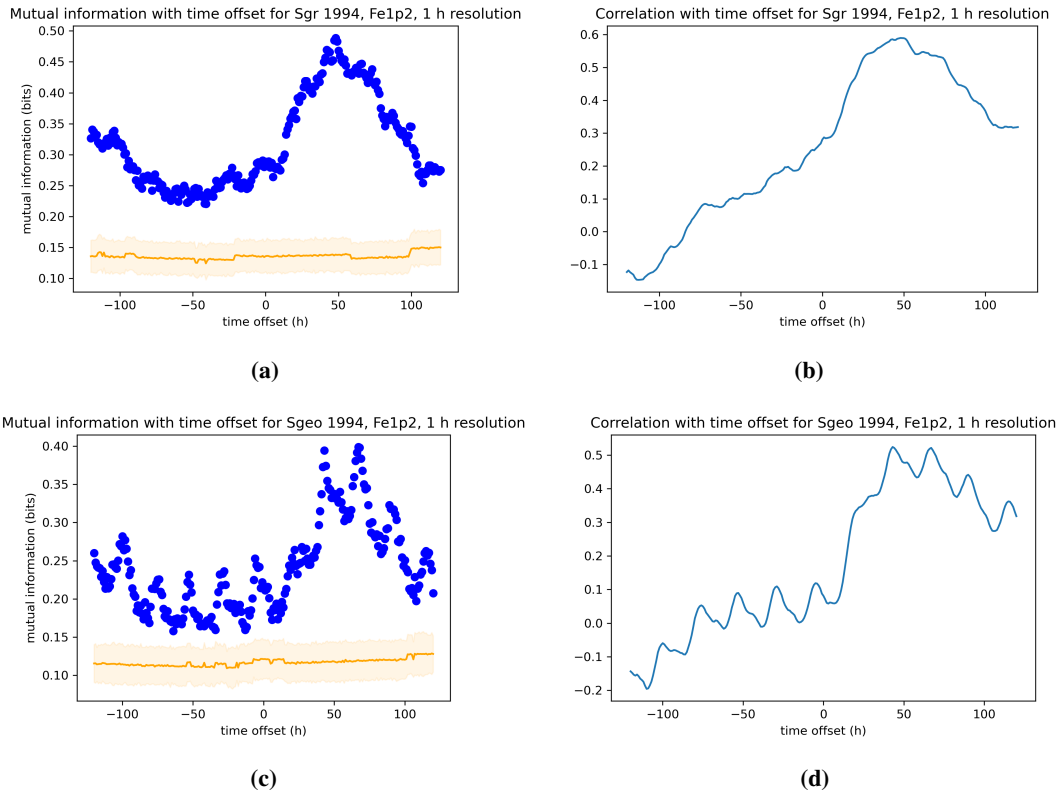 Mutual information with time offset for Sgr 1994, Fe1p2, 1 h resolution
mutual information (bits)
0.50
0.45
0.40
0.35
0.30
0.25
0.20
0.15
0.10
−100 −50 0 50 100
time offset (h)
(a)
Correlation with time offset for Sgr 1994, Fe1p2, 1 h resolution
0.6
0.5
0.4
0.3
0.2
0.1
0.0
−0.1
−100 −50 0 50 100
time offset (h)
(b)
Mutual information with time offset for Sgeo 1994, Fe1p2, 1 h resolution
mutual information (bits)
0.40
0.35
0.30
0.25
0.20
0.15
0.10
−100 −50 0 50 100
time offset (h)
(c)
Correlation with time offset for Sgeo 1994, Fe1p2, 1 h resolution
0.5
0.4
0.3
0.2
0.1
0.0
−0.1
−0.2
−100 −50 0 50 100
time offset (h)
(d)